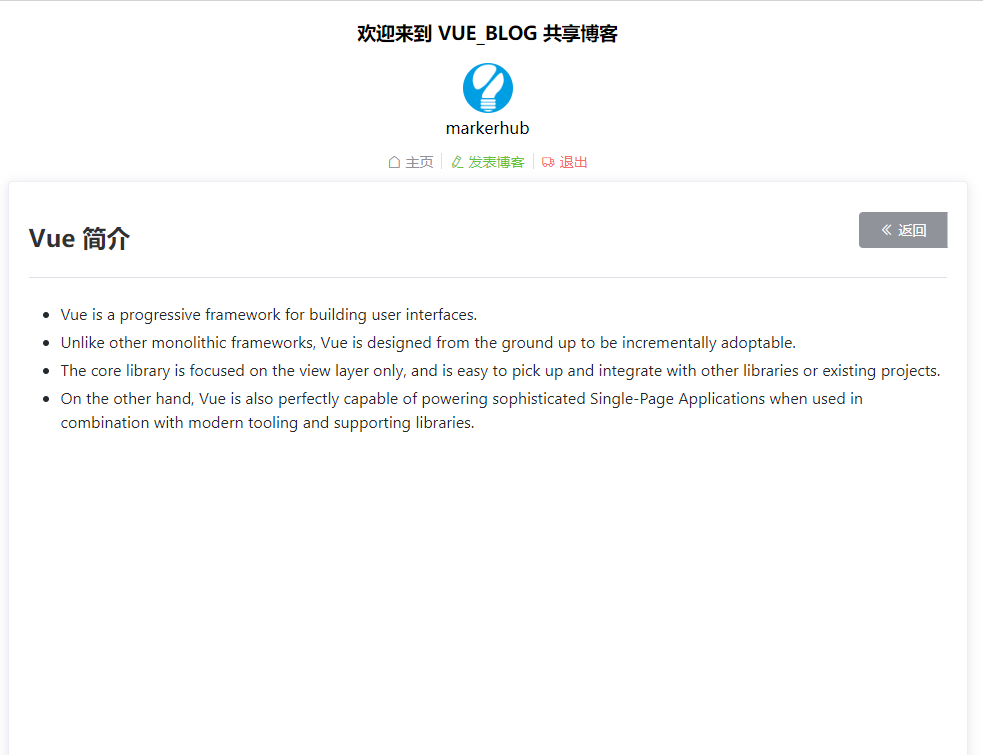 欢迎来到 VUE_BLOG 共享博客
markerhub
主页 发表博客 退出
Vue 简介
返回
Vue is a progressive framework for building user interfaces.
Unlike other monolithic frameworks, Vue is designed from the ground up to be incrementally adoptable.
The core library is focused on the view layer only, and is easy to pick up and integrate with other libraries or existing projects.
On the other hand, Vue is also perfectly capable of powering sophisticated Single-Page Applications when used in
combination with modern tooling and supporting libraries.